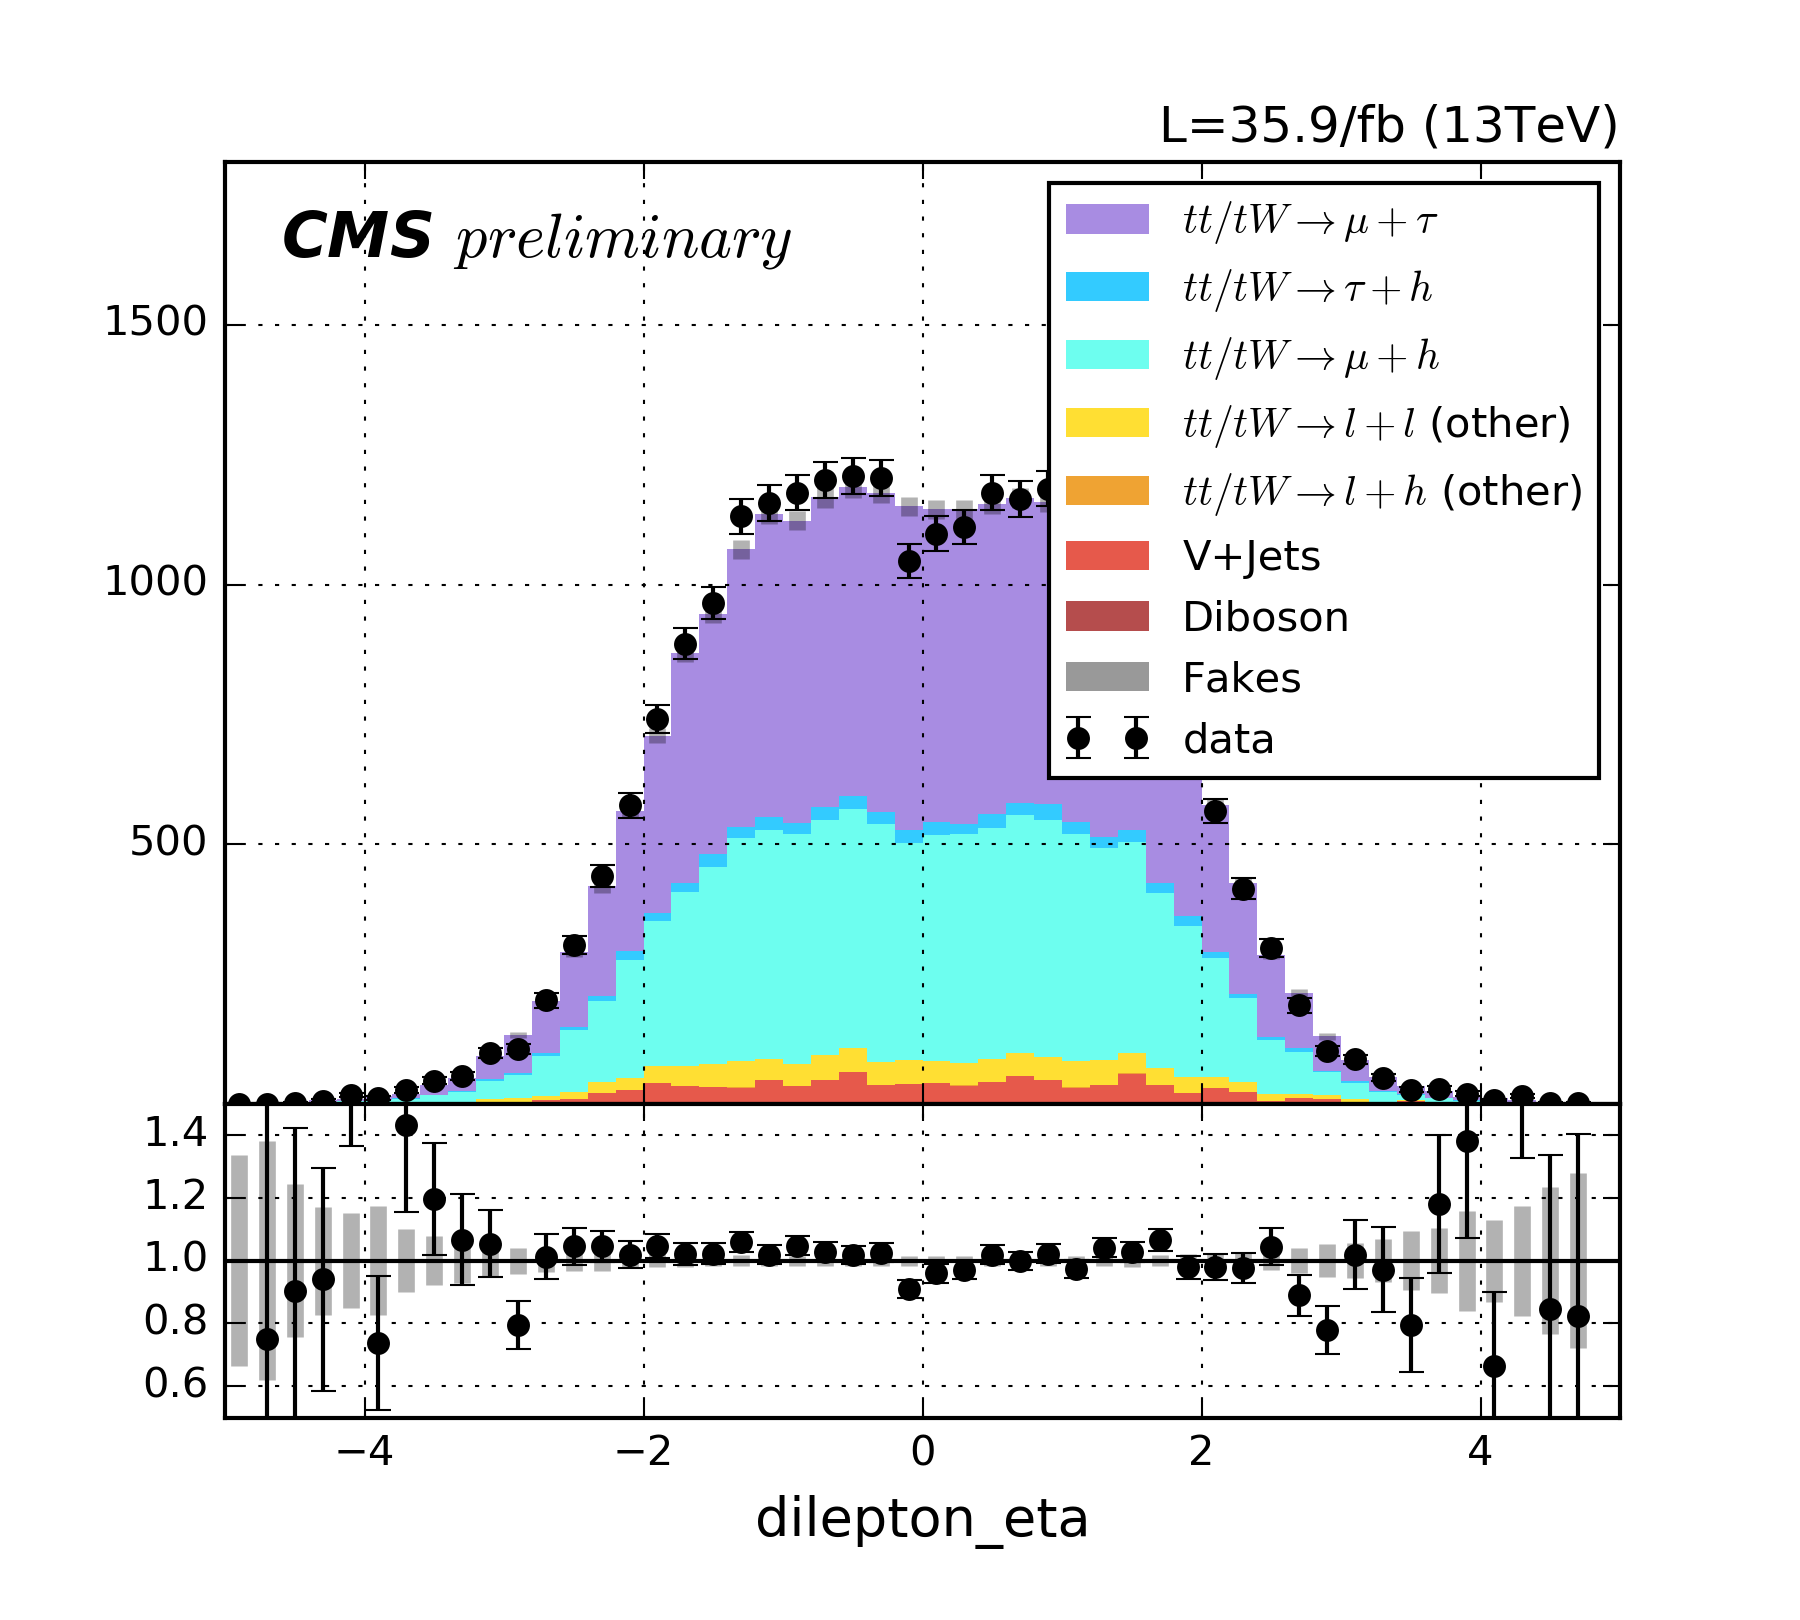 L=35.9/fb (13TeV)
CMS preliminary
tt/tW → μ + τ
tt/tW → τ + h
tt/tW → μ + h
tt/tW → l + l (other)
tt/tW → l + h (other)
V+Jets
Diboson
Fakes
data
1500
1000
500
1.4
1.2
1.0
0.8
0.6
−4 −2 0 2 4
dilepton_eta